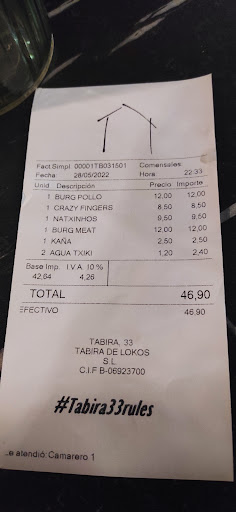 Fact Simpl 00001TB031501 Comensales:
Fecha: 28/05/2022 Hora 22:33
Unid Descripción Precio Importe
1 BURG POLLO 12,00 12,00
1 CRAZY FINGERS 8,50 8,50
1 NATXINHOS 9,50 9,50
1 BURG MEAT 12,00 12,00
1 KAÑA 2,50 2,50
2 AGUA TXIKI 1,20 2,40
Base Imp. I.V.A. 10%
42,64 4,26
TOTAL 46,90
EFECTIVO 46,90
TABIRA, 33
TABIRA DE LOKOS
S.L
C.I.F B-06923700
#Tabira33rules
Le atendió: Camarero 1